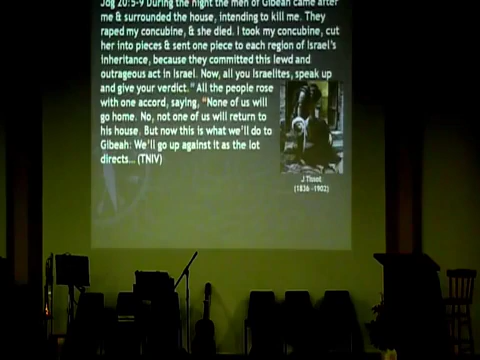 Jdg 20:5-9 During the night the men of Gibeah came after
me & surrounded the house, intending to kill me. They
raped my concubine, & she died. I took my concubine, cut
her into pieces & sent one piece to each region of Israel's
inheritance, because they committed this lewd and
outrageous act in Israel. Now, all you Israelites, speak up
and give your verdict." All the people rose
with one accord, saying, "None of us will
go home. No, not one of us will return to
his house. But now this is what we'll do to
Gibeah: We'll go up against it as the lot
directs... (TNIV)
J Tissot
(1836 -1902)